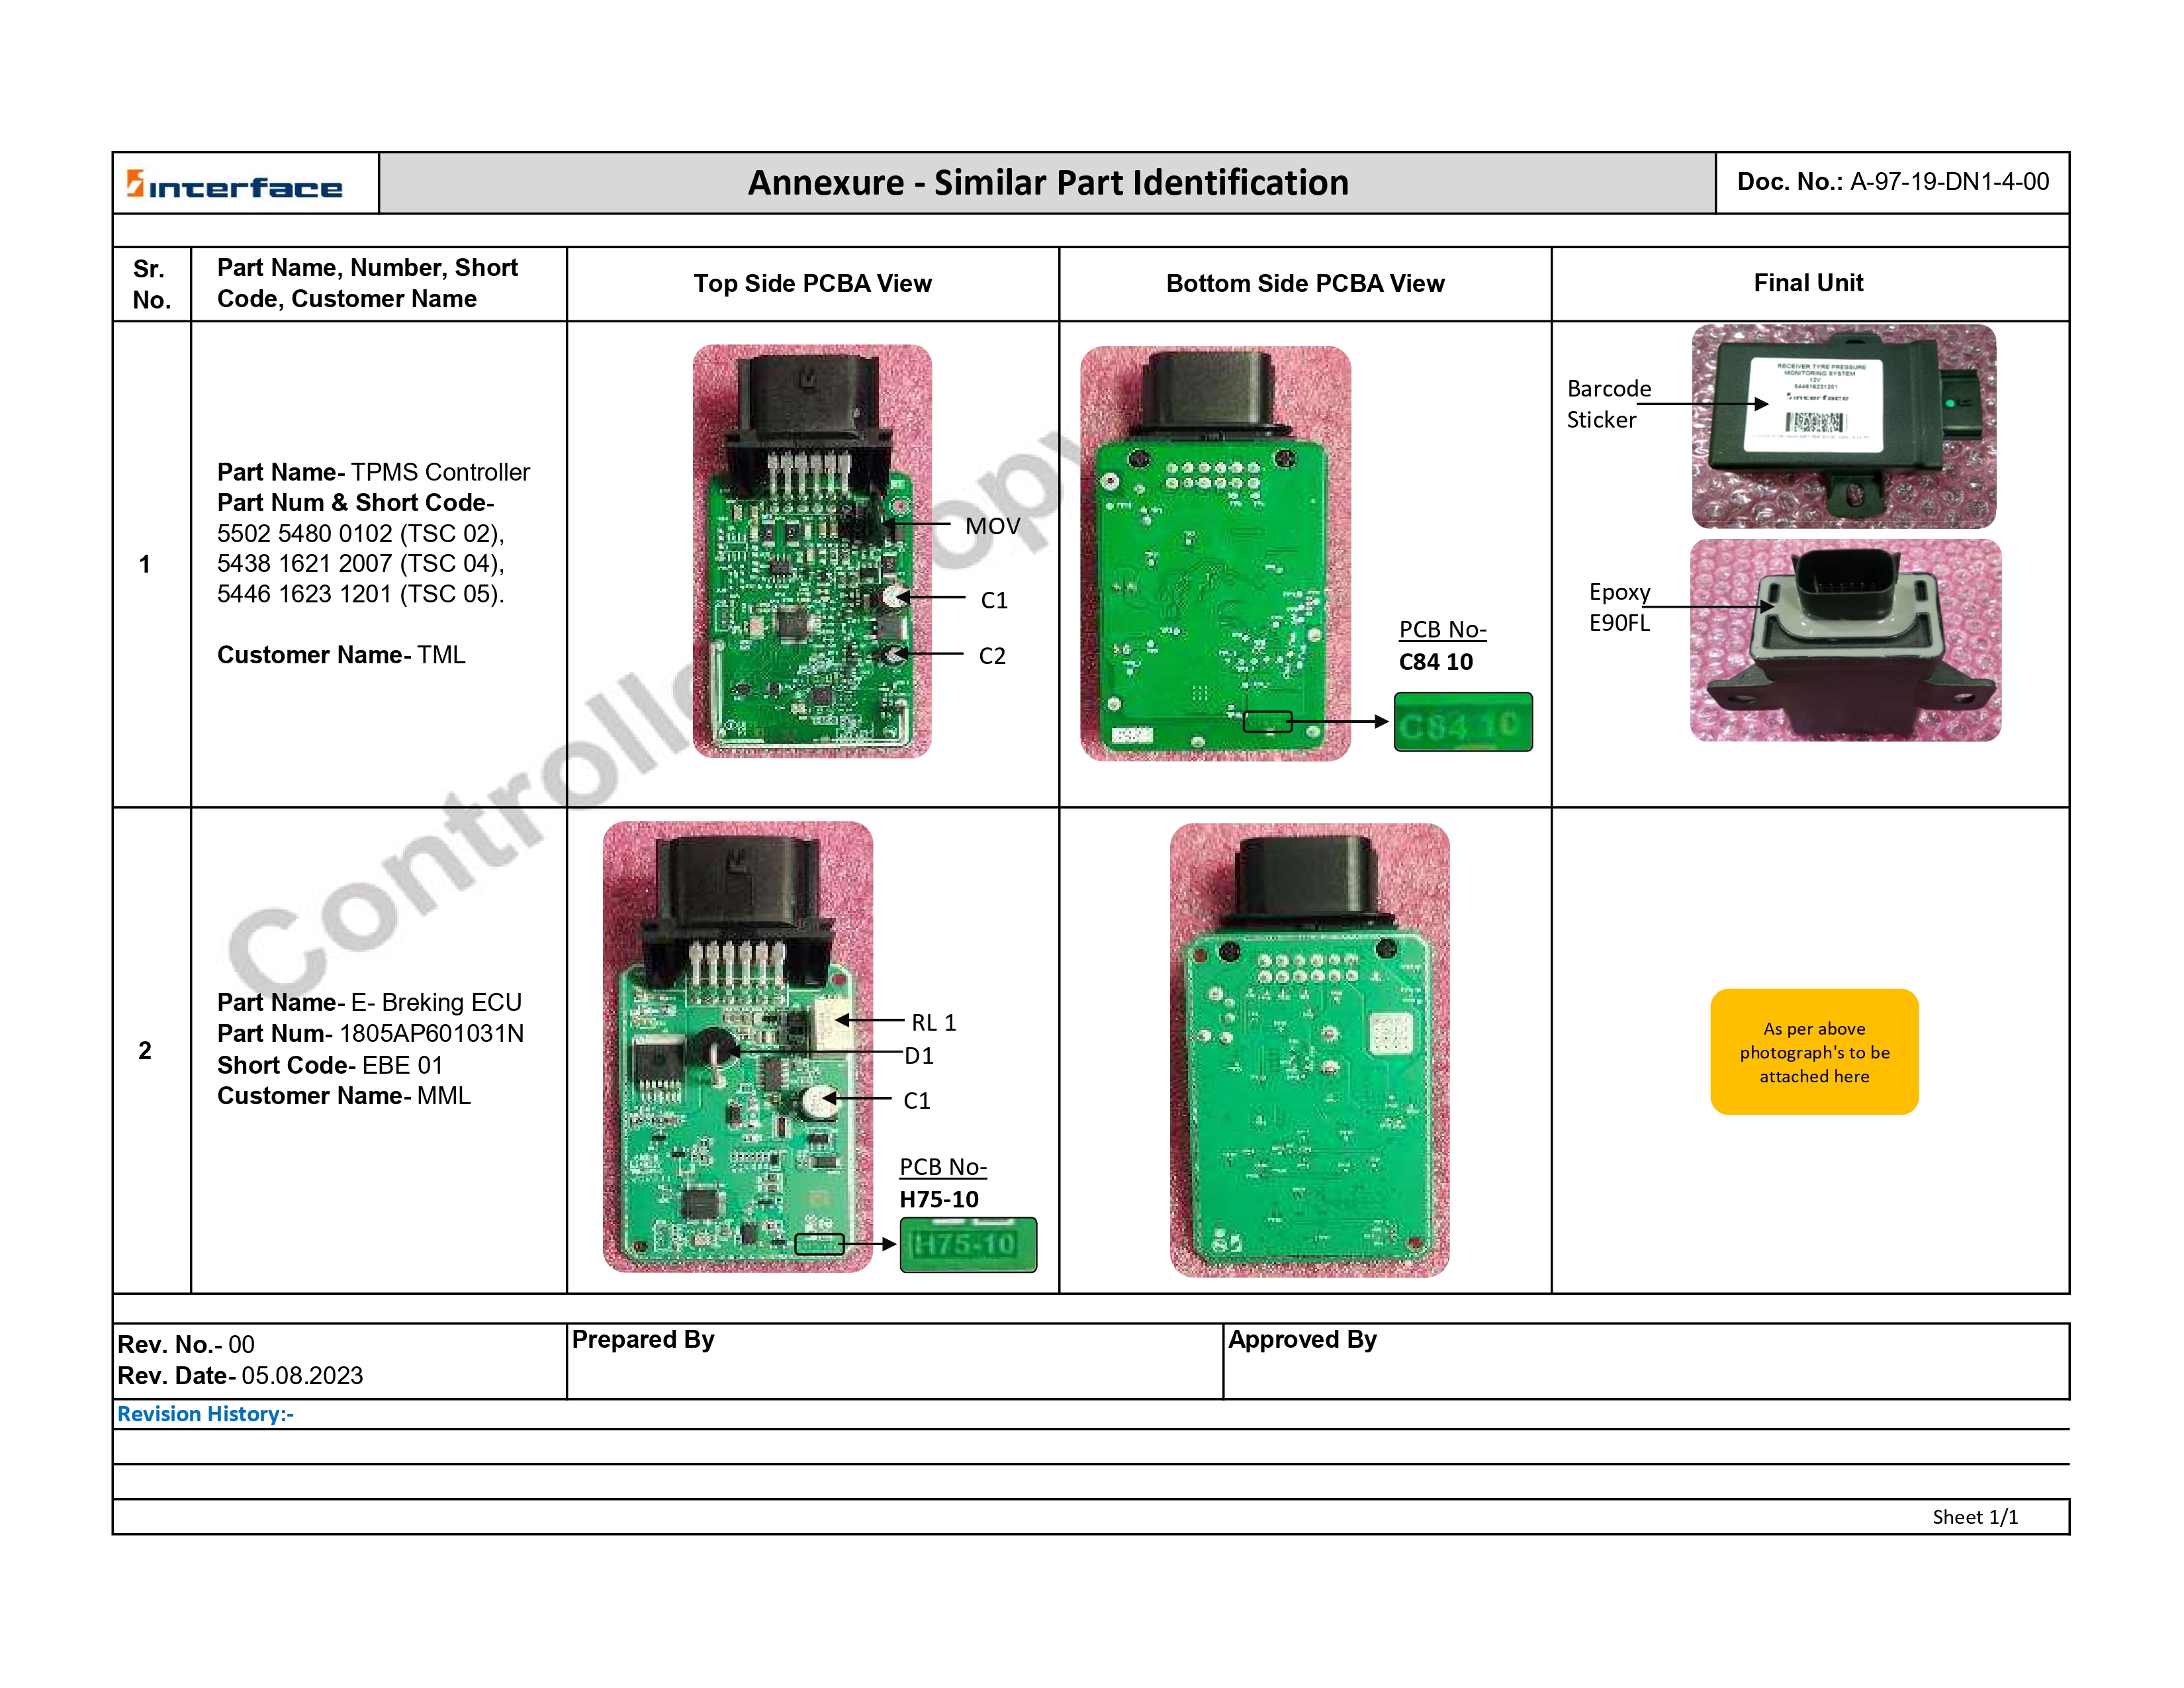 interface
Annexure - Similar Part Identification
Doc. No.: A-97-19-DN1-4-00
Sr.
No.
Part Name, Number, Short
Code, Customer Name
Top Side PCBA View
Bottom Side PCBA View
Final Unit
1
Part Name- TPMS Controller
Part Num & Short Code-
5502 5480 0102 (TSC 02),
5438 1621 2007 (TSC 04),
5446 1623 1201 (TSC 05).
Customer Name- TML
MOV
C1
C2
PCB No-
C84 10
C84 10
Barcode
Sticker
RECEIVER TYRE PRESSURE
MONITORING SYSTEM
12V
544616231201
interface
Epoxy
E90FL
2
Part Name- E- Breking ECU
Part Num- 1805AP601031N
Short Code- EBE 01
Customer Name- MML
RL 1
D1
C1
PCB No-
H75-10
H75-10
As per above
photograph's to be
attached here
Rev. No.- 00
Rev. Date- 05.08.2023
Prepared By
Approved By
Revision History:-
Sheet 1/1